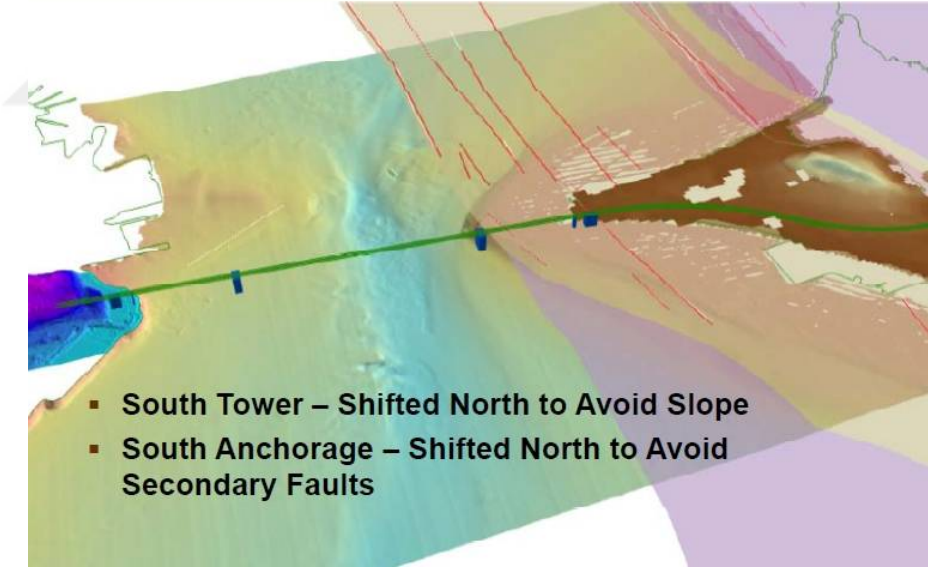 ▪ South Tower – Shifted North to Avoid Slope
▪ South Anchorage – Shifted North to Avoid
Secondary Faults